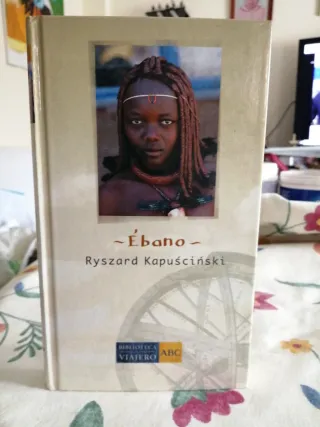 ~Ébano~
Ryszard Kapuściński
BIBLIOTECA
VIAJERO
ABC